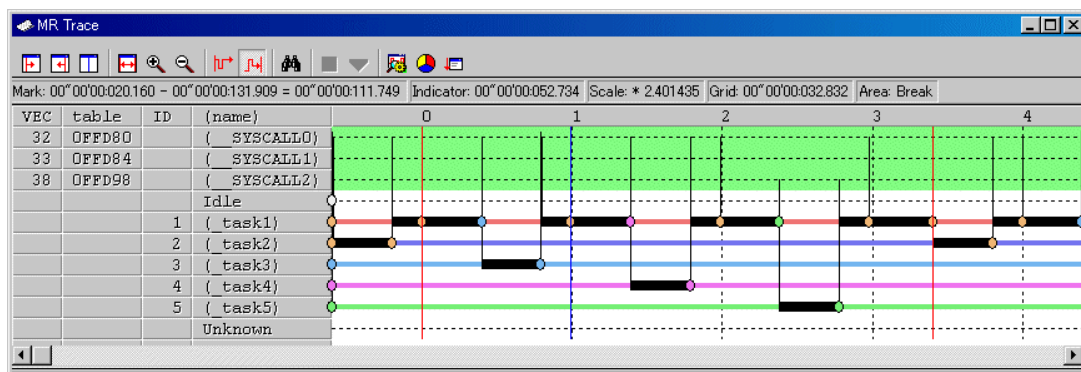 MR Trace
Mark: 00"00'00:020.160 - 00"00'00:131.909 = 00"00'00:111.749 Indicator: 00"00'00:052.734 Scale: * 2.401435 Grid: 00"00'00:032.832 Area: Break
VEC table ID (name) 0 1 2 3 4
32 0FFD80 (__SYSCALL0)
33 0FFD84 (__SYSCALL1)
38 0FFD98 (__SYSCALL2)
Idle
1 (_task1)
2 (_task2)
3 (_task3)
4 (_task4)
5 (_task5)
Unknown